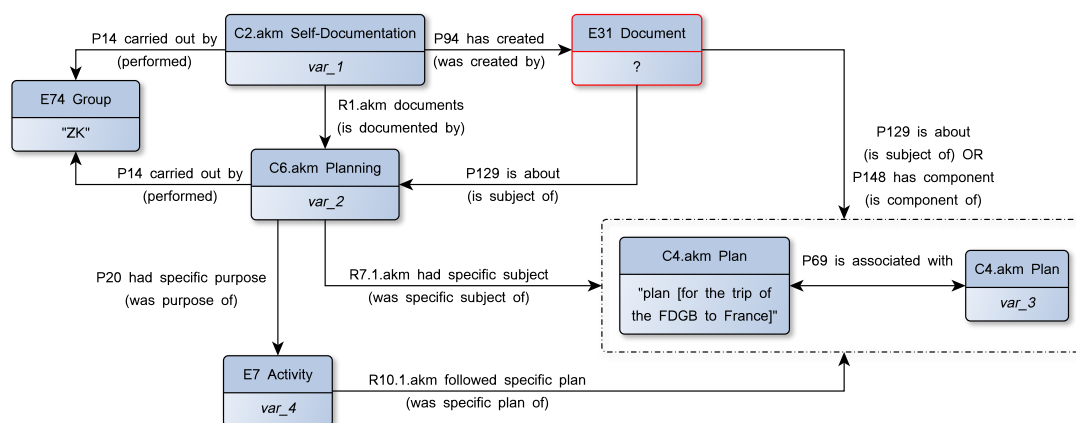 P14 carried out by
(performed)
C2.akm Self-Documentation
var_1
P94 has created
(was created by)
E31 Document
?
E74 Group
"ZK"
R1.akm documents
(is documented by)
P129 is about
(is subject of) OR
P148 has component
(is component of)
P14 carried out by
(performed)
C6.akm Planning
var_2
P129 is about
(is subject of)
P20 had specific purpose
(was purpose of)
R7.1.akm had specific subject
(was specific subject of)
C4.akm Plan
"plan [for the trip of
the FDGB to France]"
P69 is associated with
C4.akm Plan
var_3
E7 Activity
var_4
R10.1.akm followed specific plan
(was specific plan of)